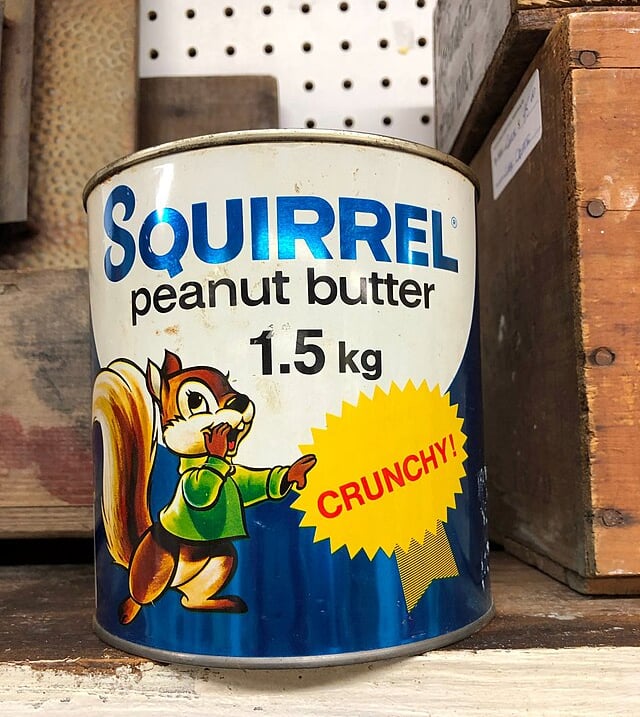 SQUIRREL®
peanut butter
1.5 kg
CRUNCHY!